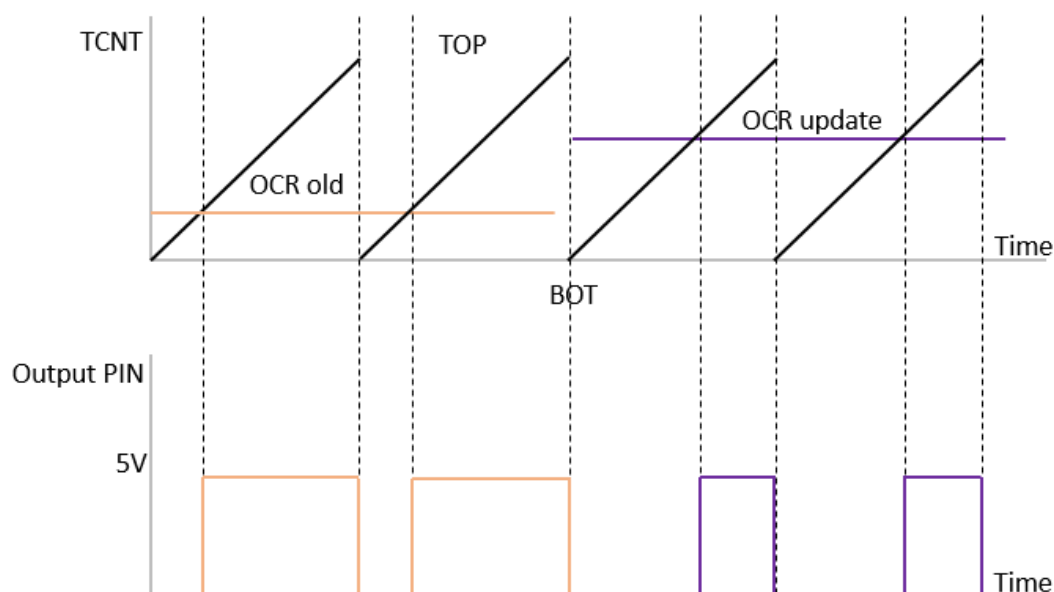 TCNT
TOP
OCR update
OCR old
Time
BOT
Output PIN
5V
Time